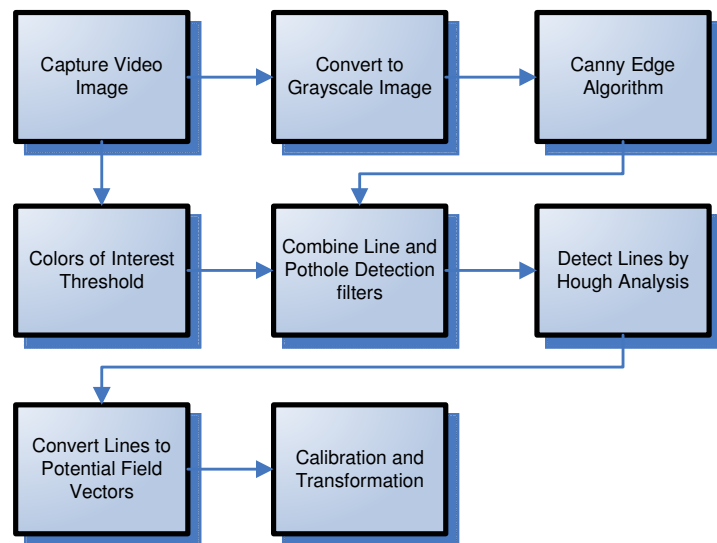 Capture Video
Image
Convert to
Grayscale Image
Canny Edge
Algorithm
Colors of Interest
Threshold
Combine Line and
Pothole Detection
filters
Detect Lines by
Hough Analysis
Convert Lines to
Potential Field
Vectors
Calibration and
Transformation